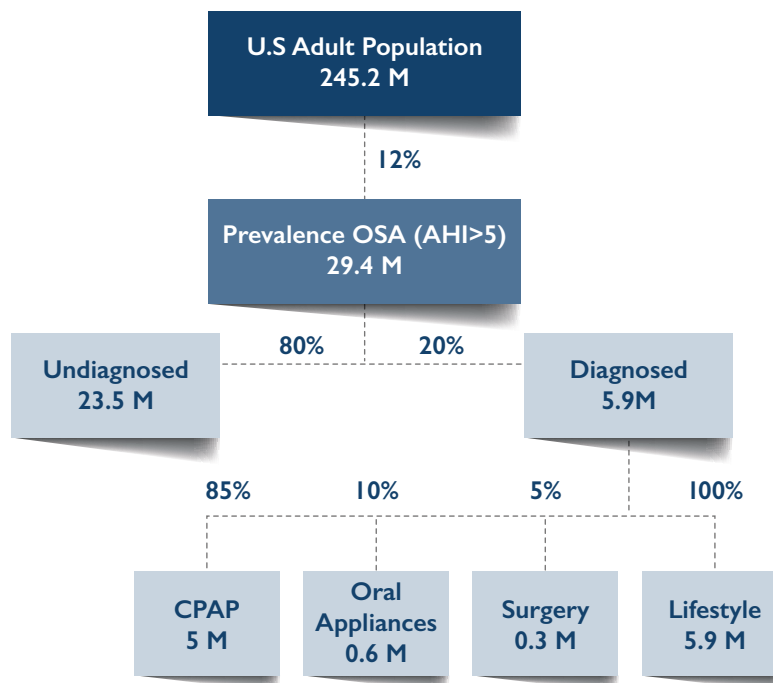 U.S Adult Population
245.2 M
12%
Prevalence OSA (AHI>5)
29.4 M
80%
20%
Undiagnosed
23.5 M
Diagnosed
5.9M
85%
10%
5%
100%
CPAP
5 M
Oral
Appliances
0.6 M
Surgery
0.3 M
Lifestyle
5.9 M